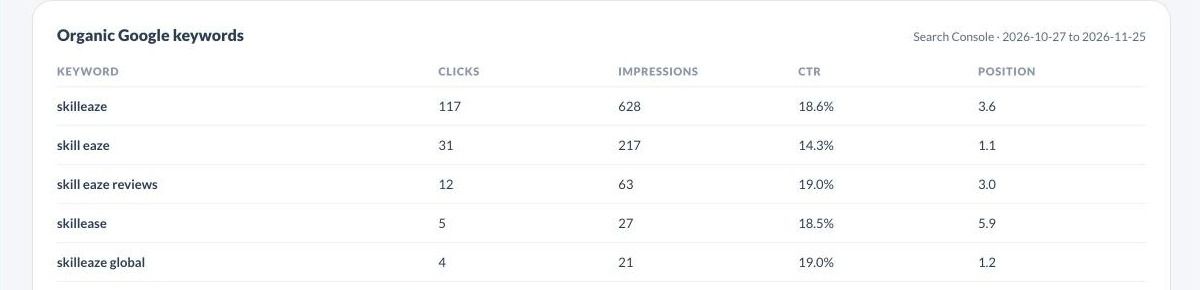 Organic Google keywords Search Console · 2026-10-27 to 2026-11-25
KEYWORD CLICKS IMPRESSIONS CTR POSITION
skilleaze 117 628 18.6% 3.6
skill eaze 31 217 14.3% 1.1
skill eaze reviews 12 63 19.0% 3.0
skillease 5 27 18.5% 5.9
skilleaze global 4 21 19.0% 1.2